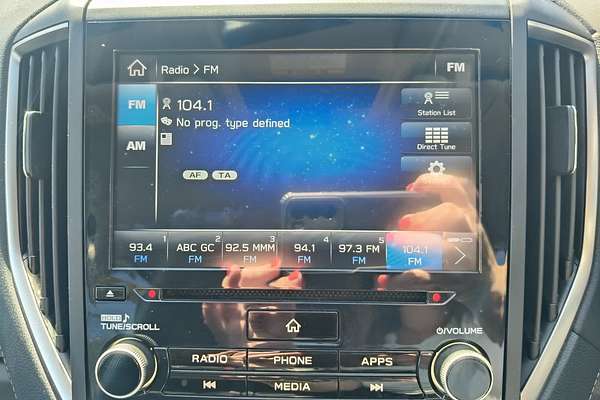 Radio > FM FM
FM
104.1
No prog. type defined
AM
AF TA
Station List
Direct Tune
1 2 3 4 5
93.4 ABC GC 92.5 MMM 94.1 97.3 FM 104.1
FM FM FM FM FM FM
HOLD
TUNE/SCROLL
VOLUME
RADIO PHONE APPS
MEDIA